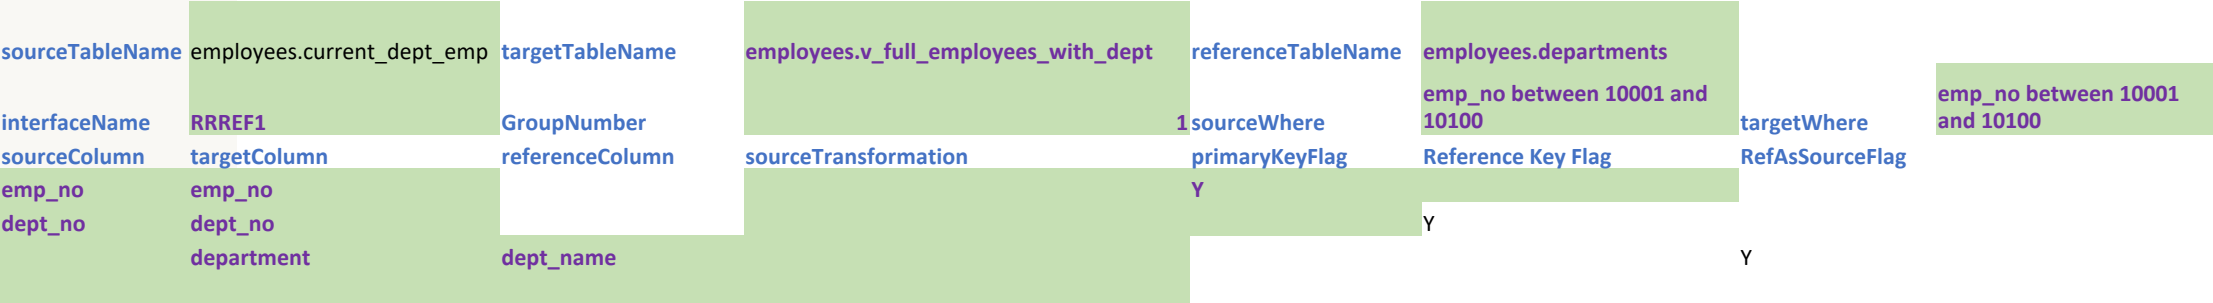 sourceTableName employees.current_dept_emp targetTableName employees.v_full_employees_with_dept referenceTableName employees.departments
emp_no between 10001 and emp_no between 10001
interfaceName RRREF1 GroupNumber 1 sourceWhere 10100 targetWhere and 10100
sourceColumn targetColumn referenceColumn sourceTransformation primaryKeyFlag Reference Key Flag RefAsSourceFlag
emp_no emp_no Y
dept_no dept_no Y
department dept_name Y